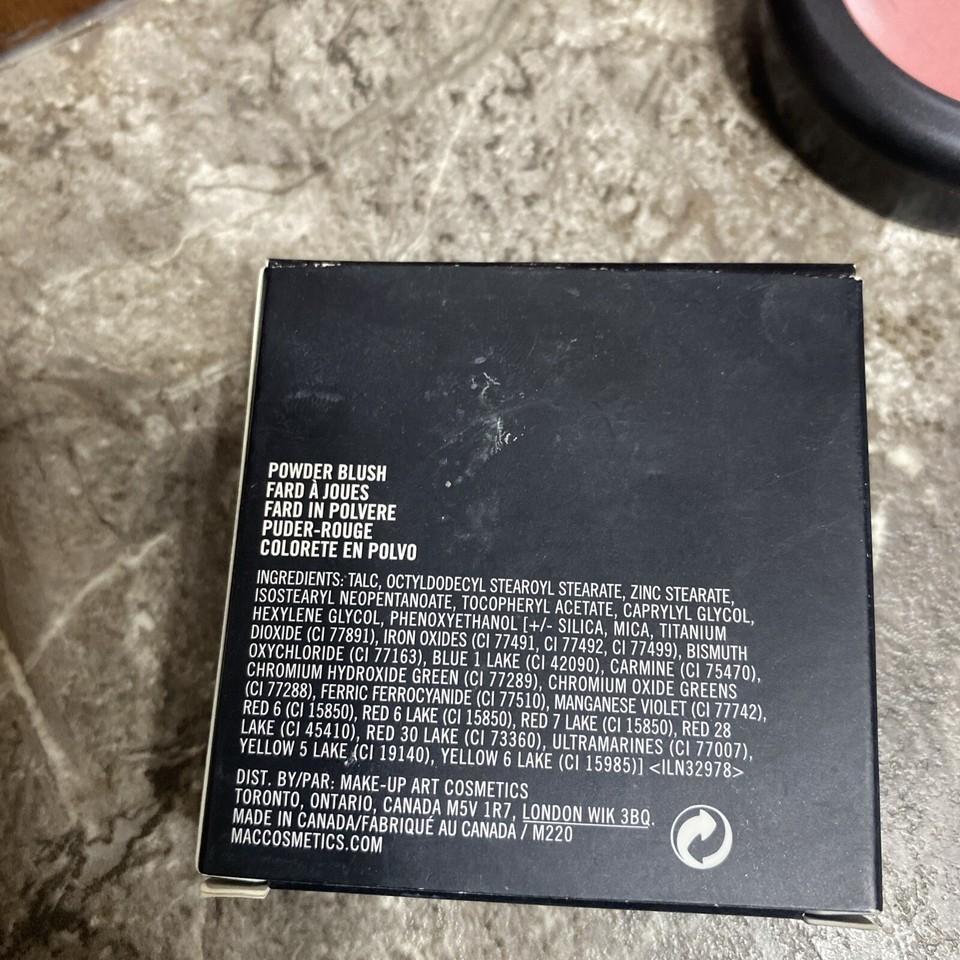 POWDER BLUSH
FARD À JOUES
FARD IN POLVERE
PUDER-ROUGE
COLORETE EN POLVO
INGREDIENTS: TALC, OCTYLDODECYL STEAROYL STEARATE, ZINC STEARATE,
ISOSTEARYL NEOPENTANOATE, TOCOPHERYL ACETATE, CAPRYLYL GLYCOL,
HEXYLENE GLYCOL, PHENOXYETHANOL [+/- SILICA, MICA, TITANIUM
DIOXIDE (CI 77891), IRON OXIDES (CI 77491, CI 77492, CI 77499), BISMUTH
OXYCHLORIDE (CI 77163), BLUE 1 LAKE (CI 42090), CARMINE (CI 75470),
CHROMIUM HYDROXIDE GREEN (CI 77289), CHROMIUM OXIDE GREENS
(CI 77288), FERRIC FERROCYANIDE (CI 77510), MANGANESE VIOLET (CI 77742),
RED 6 (CI 15850), RED 6 LAKE (CI 15850), RED 7 LAKE (CI 15850), RED 28
LAKE (CI 45410), RED 30 LAKE (CI 73360), ULTRAMARINES (CI 77007),
YELLOW 5 LAKE (CI 19140), YELLOW 6 LAKE (CI 15985)] <ILN32978>
DIST. BY/PAR: MAKE-UP ART COSMETICS
TORONTO, ONTARIO, CANADA M5V 1R7, LONDON WIK 3BQ.
MADE IN CANADA/FABRIQUÉ AU CANADA / M220
MACCOSMETICS.COM